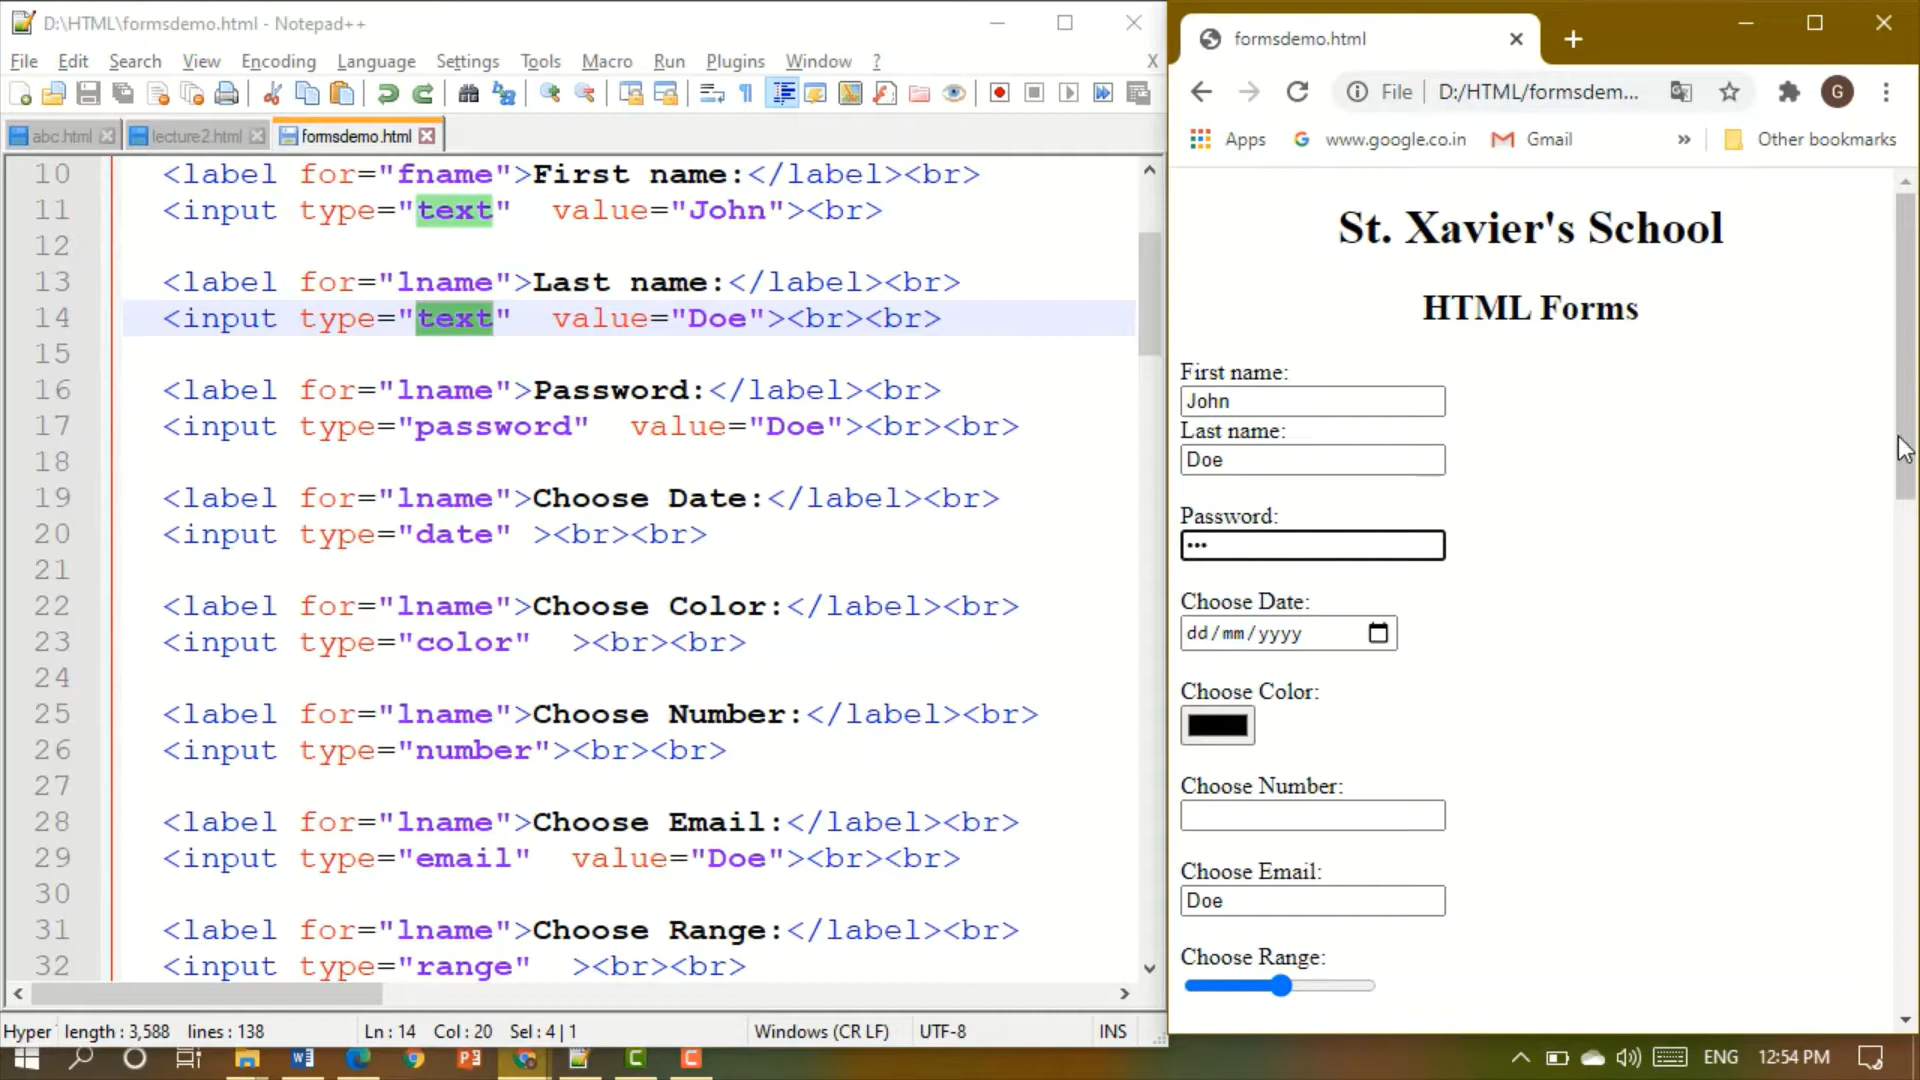 D:\HTML\formsdemo.html - Notepad++
File Edit Search View Encoding Language Settings Tools Macro Run Plugins Window ? X
abc.html lecture2.html formsdemo.html
10 <label for="fname">First name:</label><br>
11 <input type="text"  value="John"><br>
12
13 <label for="lname">Last name:</label><br>
14 <input type="text"  value="Doe"><br><br>
15
16 <label for="lname">Password:</label><br>
17 <input type="password"  value="Doe"><br><br>
18
19 <label for="lname">Choose Date:</label><br>
20 <input type="date" ><br><br>
21
22 <label for="lname">Choose Color:</label><br>
23 <input type="color"  ><br><br>
24
25 <label for="lname">Choose Number:</label><br>
26 <input type="number"><br><br>
27
28 <label for="lname">Choose Email:</label><br>
29 <input type="email"  value="Doe"><br><br>
30
31 <label for="lname">Choose Range:</label><br>
32 <input type="range"  ><br><br>
Hyper length : 3,588 lines : 138 Ln : 14 Col : 20 Sel : 4 | 1 Windows (CR LF) UTF-8 INS
formsdemo.html
File D:/HTML/formsdem... G
Apps www.google.co.in Gmail » Other bookmarks
St. Xavier's School
HTML Forms
First name:
John
Last name:
Doe
Password:
•••
Choose Date:
dd/mm/yyyy
Choose Color:
Choose Number:
Choose Email:
Doe
Choose Range:
ENG 12:54 PM